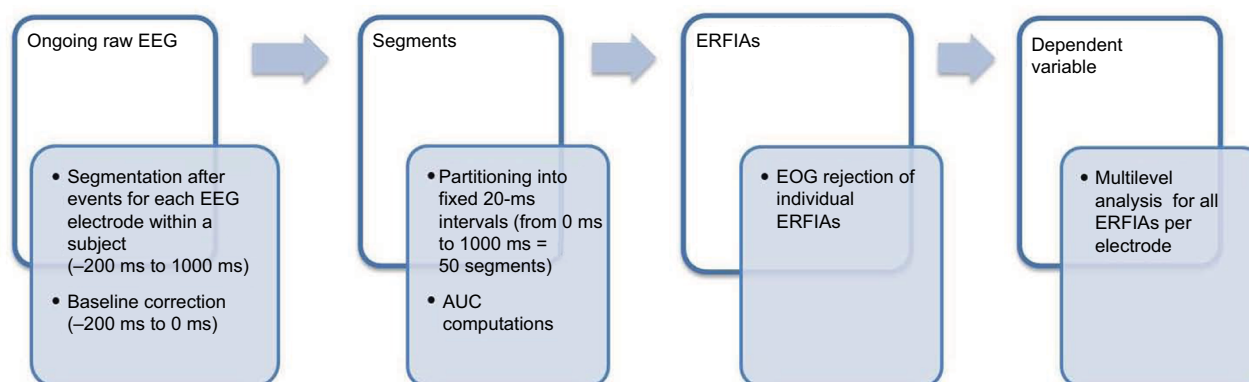 Ongoing raw EEG
• Segmentation after
events for each EEG
electrode within a
subject
(–200 ms to 1000 ms)
• Baseline correction
(–200 ms to 0 ms)
Segments
• Partitioning into
fixed 20-ms
intervals (from 0 ms
to 1000 ms =
50 segments)
• AUC
computations
ERFIAs
• EOG rejection of
individual
ERFIAs
Dependent
variable
• Multilevel
analysis for all
ERFIAs per
electrode